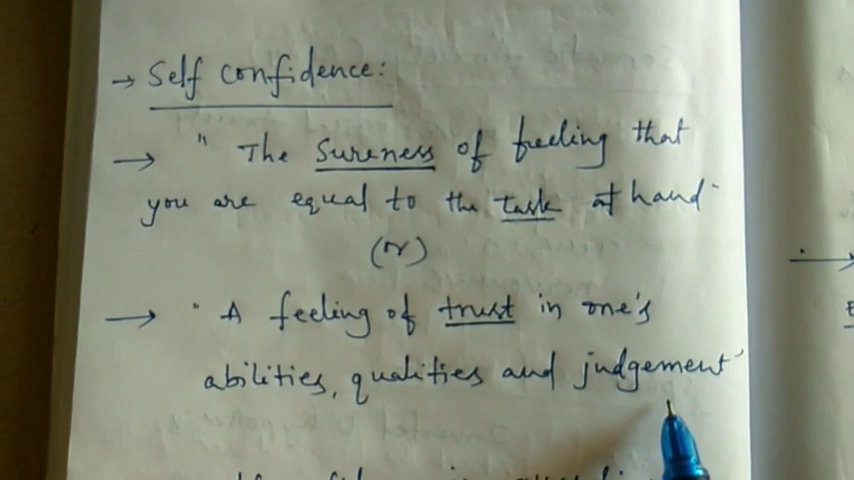 → Self confidence:
→ " The sureness of feeling that
you are equal to the task at hand"
(or)
→ " A feeling of trust in one's
abilities, qualities and judgement"